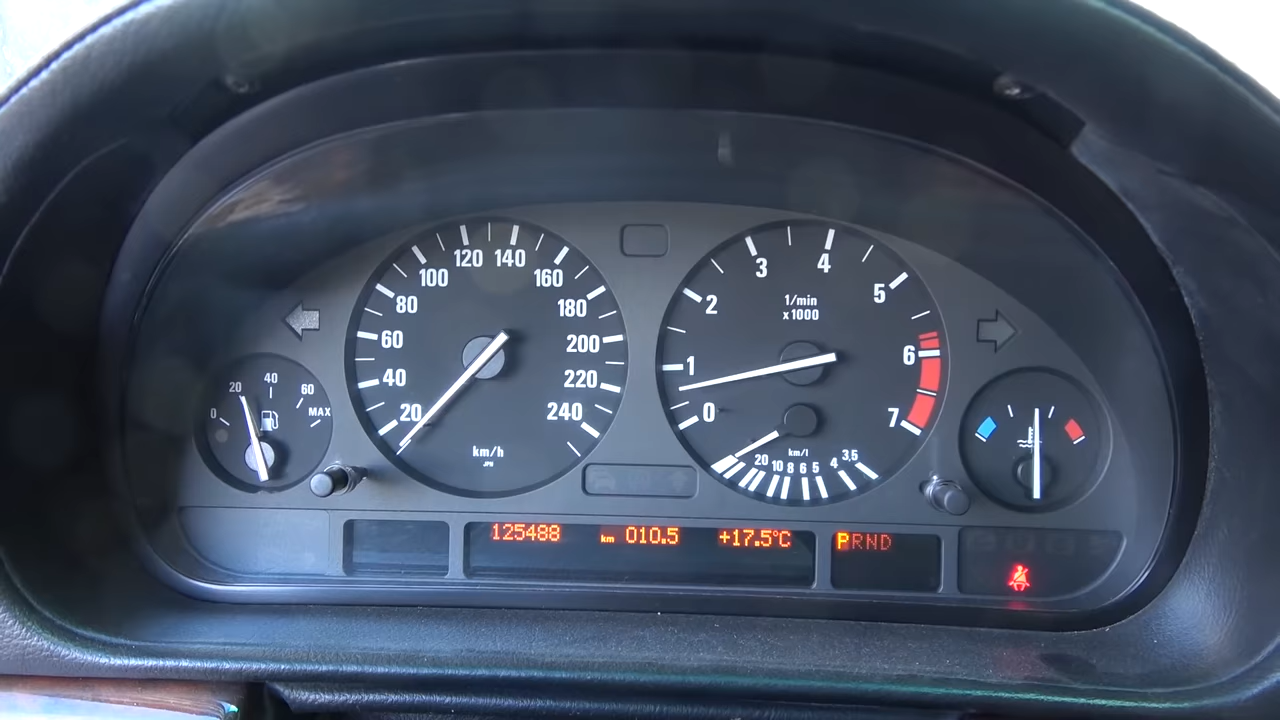 20 40 60 80 100 120 140 160 180 200 220 240
km/h
JPN
0 1 2 3 4 5 6 7
1/min
x1000
km/l
20 10 8 6 5 4 3,5
0 20 40 60 MAX
125488 km 010.5 +17.5°C PRND